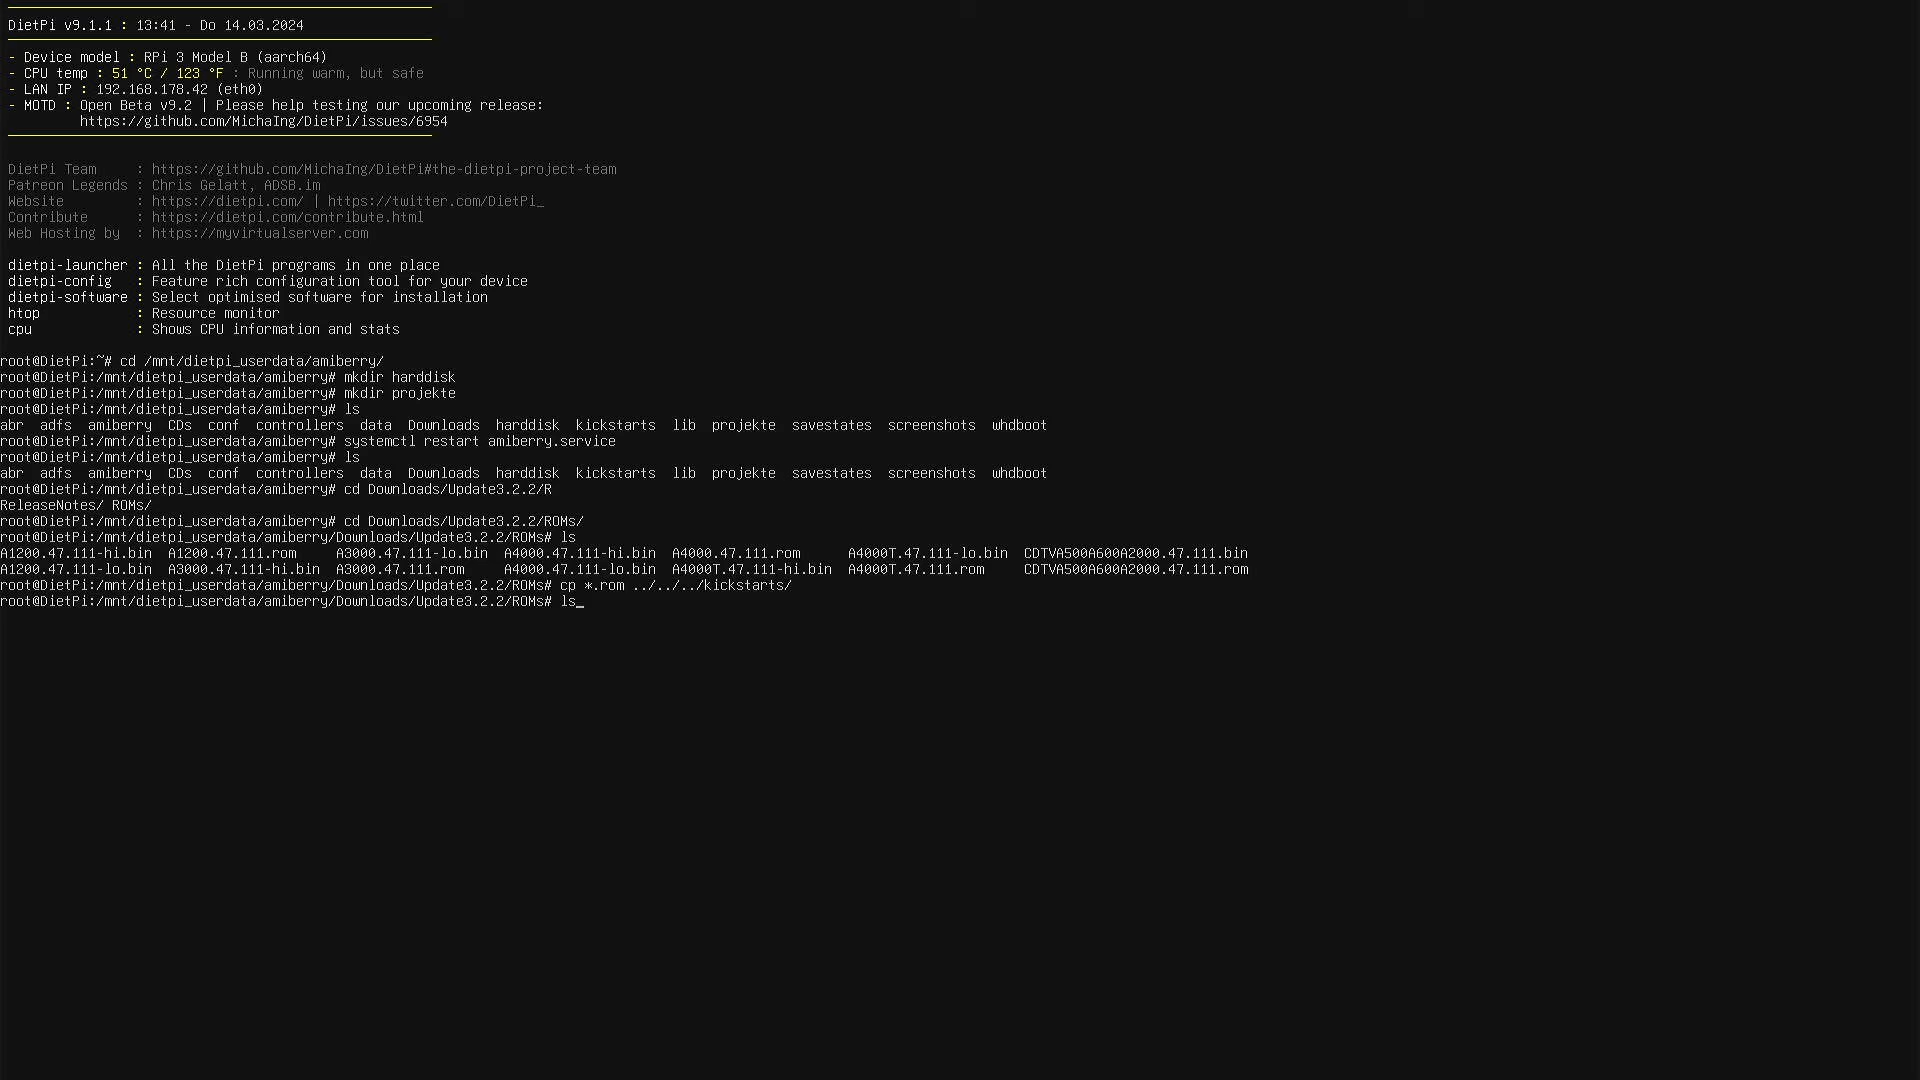 DietPi v9.1.1 : 13:41 - Do 14.03.2024
- Device model : RPi 3 Model B (aarch64)
- CPU temp : 51 °C / 123 °F : Running warm, but safe
- LAN IP : 192.168.178.42 (eth0)
- MOTD : Open Beta v9.2 | Please help testing our upcoming release:
https://github.com/MichaIng/DietPi/issues/6954
DietPi Team     : https://github.com/MichaIng/DietPi#the-dietpi-project-team
Patreon Legends : Chris Gelatt, ADSB.im
Website         : https://dietpi.com/ | https://twitter.com/DietPi_
Contribute      : https://dietpi.com/contribute.html
Web Hosting by  : https://myvirtualserver.com
dietpi-launcher : All the DietPi programs in one place
dietpi-config   : Feature rich configuration tool for your device
dietpi-software : Select optimised software for installation
htop            : Resource monitor
cpu             : Shows CPU information and stats
root@DietPi:~# cd /mnt/dietpi_userdata/amiberry/
root@DietPi:/mnt/dietpi_userdata/amiberry# mkdir harddisk
root@DietPi:/mnt/dietpi_userdata/amiberry# mkdir projekte
root@DietPi:/mnt/dietpi_userdata/amiberry# ls
abr  adfs  amiberry  CDs  conf  controllers  data  Downloads  harddisk  kickstarts  lib  projekte  savestates  screenshots  whdboot
root@DietPi:/mnt/dietpi_userdata/amiberry# systemctl restart amiberry.service
root@DietPi:/mnt/dietpi_userdata/amiberry# ls
abr  adfs  amiberry  CDs  conf  controllers  data  Downloads  harddisk  kickstarts  lib  projekte  savestates  screenshots  whdboot
root@DietPi:/mnt/dietpi_userdata/amiberry# cd Downloads/Update3.2.2/R
ReleaseNotes/ ROMs/
root@DietPi:/mnt/dietpi_userdata/amiberry# cd Downloads/Update3.2.2/ROMs/
root@DietPi:/mnt/dietpi_userdata/amiberry/Downloads/Update3.2.2/ROMs# ls
A1200.47.111-hi.bin  A1200.47.111.rom     A3000.47.111-lo.bin  A4000.47.111-hi.bin  A4000.47.111.rom      A4000T.47.111-lo.bin  CDTVA500A600A2000.47.111.bin
A1200.47.111-lo.bin  A3000.47.111-hi.bin  A3000.47.111.rom     A4000.47.111-lo.bin  A4000T.47.111-hi.bin  A4000T.47.111.rom     CDTVA500A600A2000.47.111.rom
root@DietPi:/mnt/dietpi_userdata/amiberry/Downloads/Update3.2.2/ROMs# cp *.rom ../../../kickstarts/
root@DietPi:/mnt/dietpi_userdata/amiberry/Downloads/Update3.2.2/ROMs# ls_